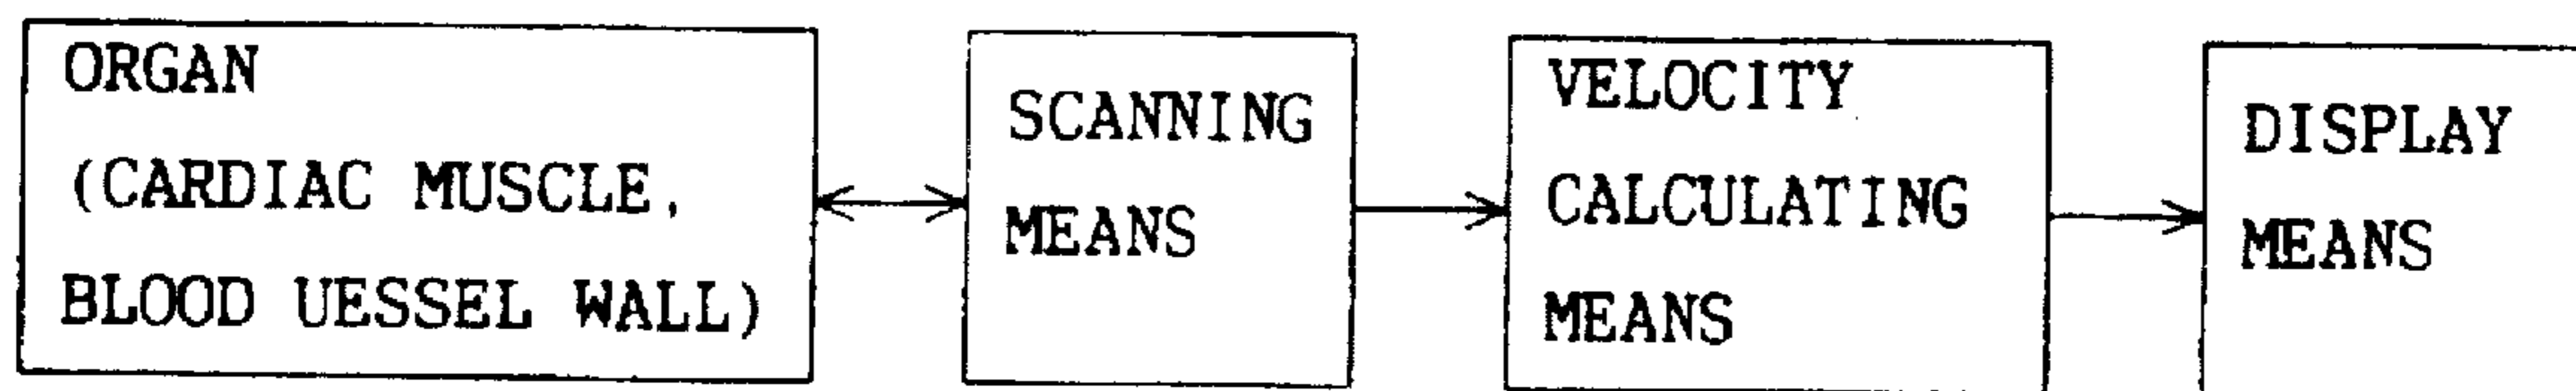 ORGAN
(CARDIAC MUSCLE,
BLOOD UESSEL WALL)
SCANNING
MEANS
VELOCITY
CALCULATING
MEANS
DISPLAY
MEANS